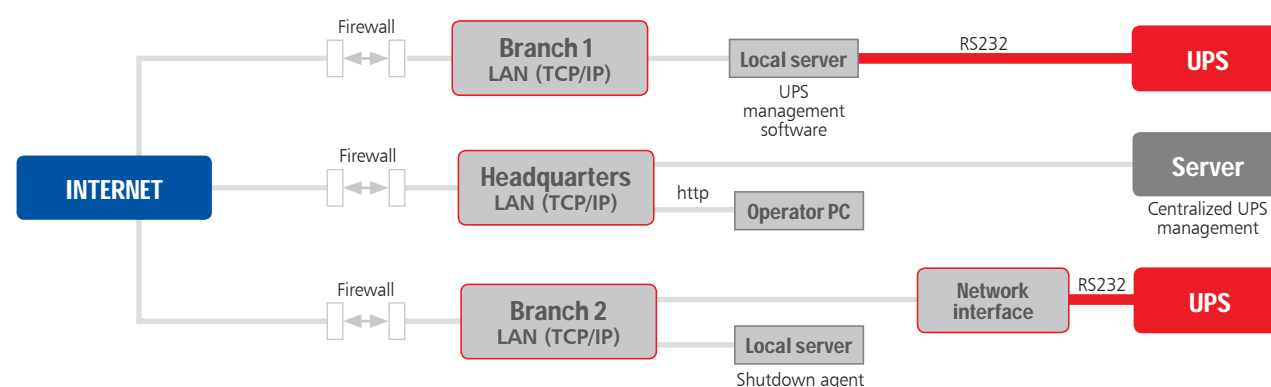 Firewall
Branch 1
LAN (TCP/IP)
Local server
UPS
management
software
RS232
UPS
INTERNET
Firewall
Headquarters
LAN (TCP/IP)
http
Operator PC
Server
Centralized UPS
management
Firewall
Branch 2
LAN (TCP/IP)
Network
interface
RS232
UPS
Local server
Shutdown agent